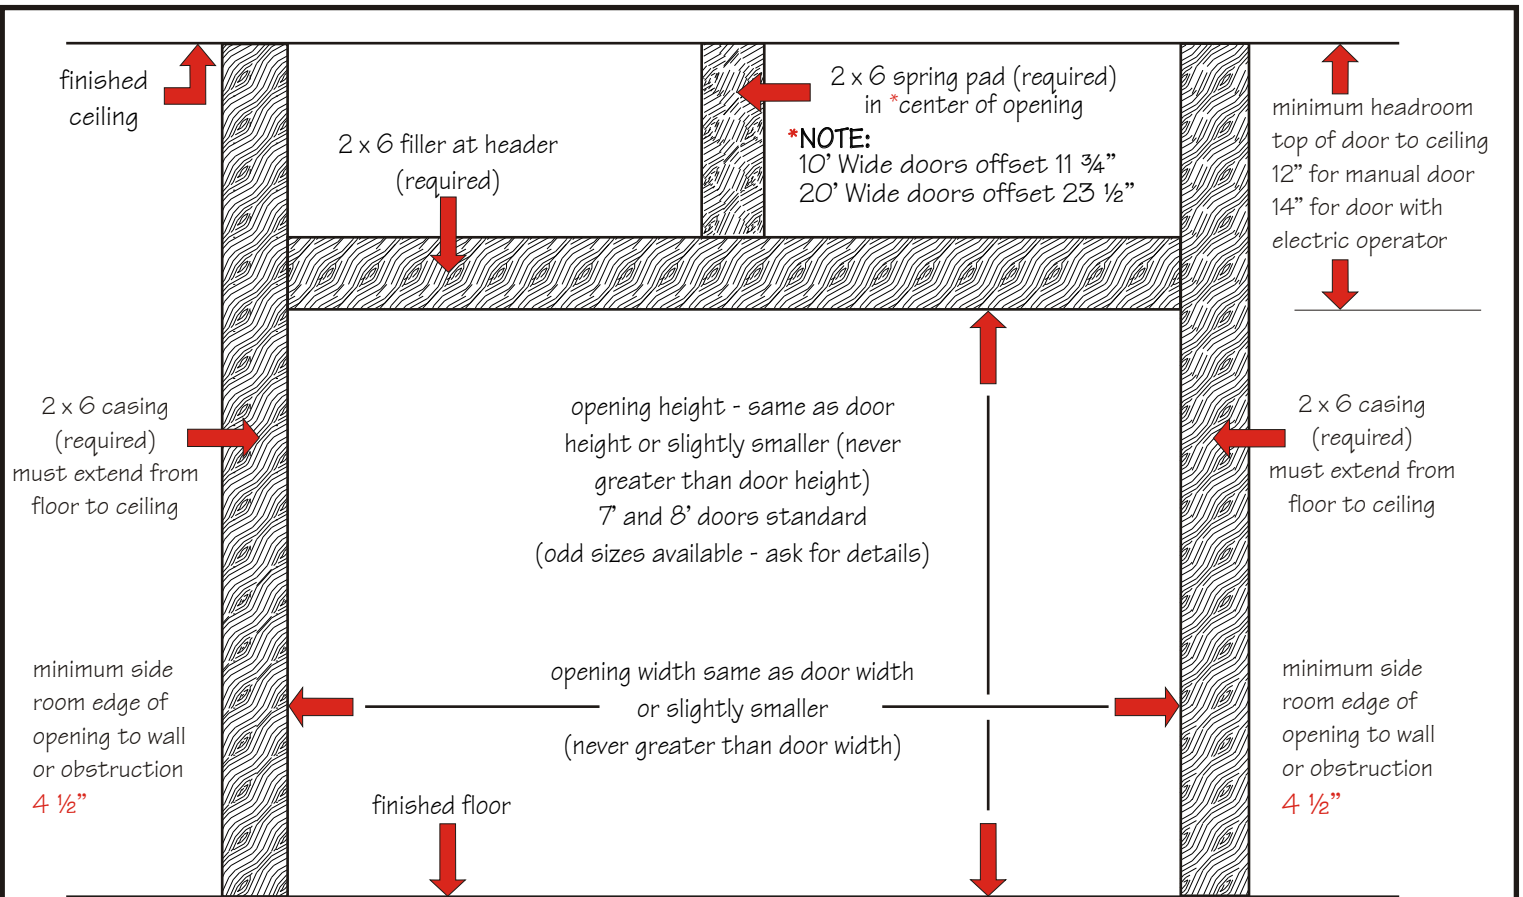 finished
ceiling
2 x 6 filler at header
(required)
2 x 6 spring pad (required)
in *center of opening
*NOTE:
10’ Wide doors offset 11 ¾”
20’ Wide doors offset 23 ½”
minimum headroom
top of door to ceiling
12” for manual door
14” for door with
electric operator
2 x 6 casing
(required)
must extend from
floor to ceiling
opening height - same as door
height or slightly smaller (never
greater than door height)
7’ and 8’ doors standard
(odd sizes available - ask for details)
2 x 6 casing
(required)
must extend from
floor to ceiling
minimum side
room edge of
opening to wall
or obstruction
4 ½”
opening width same as door width
or slightly smaller
(never greater than door width)
minimum side
room edge of
opening to wall
or obstruction
4 ½”
finished floor